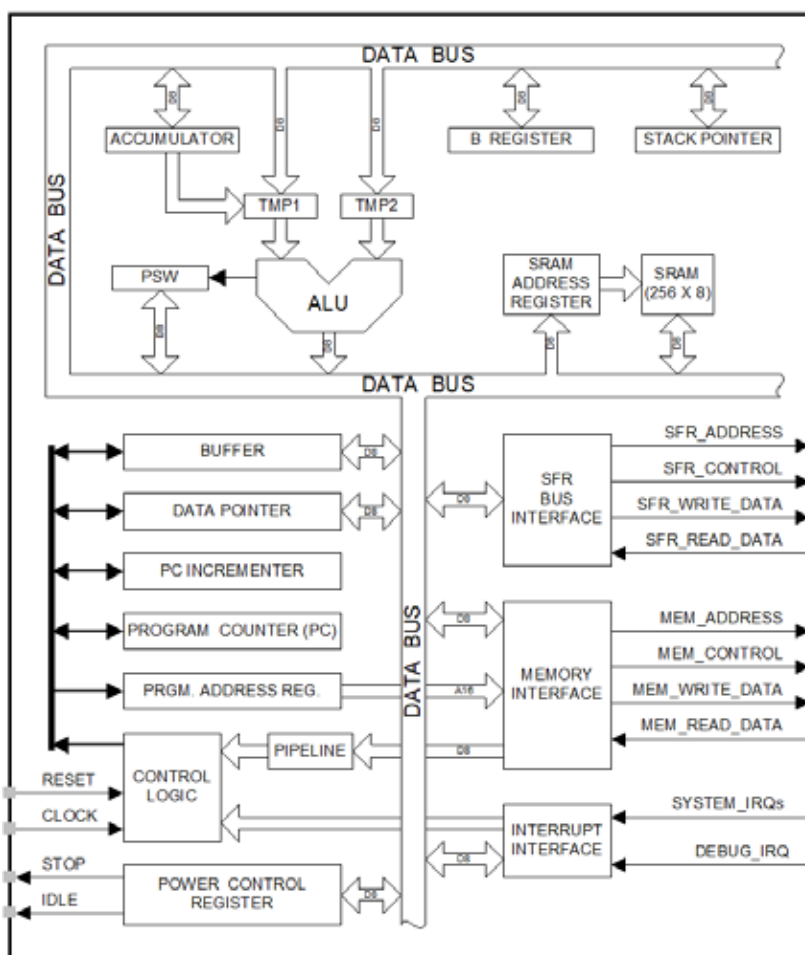 DATA BUS
D8
D8
D8
D8
D8
ACCUMULATOR
B REGISTER
STACK POINTER
DATA BUS
TMP1
TMP2
PSW
ALU
SRAM
ADDRESS
REGISTER
SRAM
(256 X 8)
D8
D8
D8
D8
DATA BUS
BUFFER
D8
DATA POINTER
D8
PC INCREMENTER
PROGRAM COUNTER (PC)
PRGM. ADDRESS REG.
A16
DATA BUS
D8
SFR
BUS
INTERFACE
SFR_ADDRESS
SFR_CONTROL
SFR_WRITE_DATA
SFR_READ_DATA
D8
MEMORY
INTERFACE
MEM_ADDRESS
MEM_CONTROL
MEM_WRITE_DATA
MEM_READ_DATA
CONTROL
LOGIC
PIPELINE
D8
RESET
CLOCK
STOP
IDLE
POWER CONTROL
REGISTER
D8
D8
INTERRUPT
INTERFACE
SYSTEM_IRQs
DEBUG_IRQ